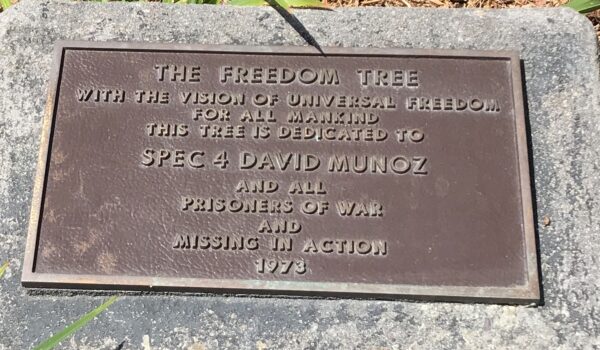 THE FREEDOM TREE
WITH THE VISION OF UNIVERSAL FREEDOM
FOR ALL MANKIND
THIS TREE IS DEDICATED TO
SPEC 4 DAVID MUNOZ
AND ALL
PRISONERS OF WAR
AND
MISSING IN ACTION
1973